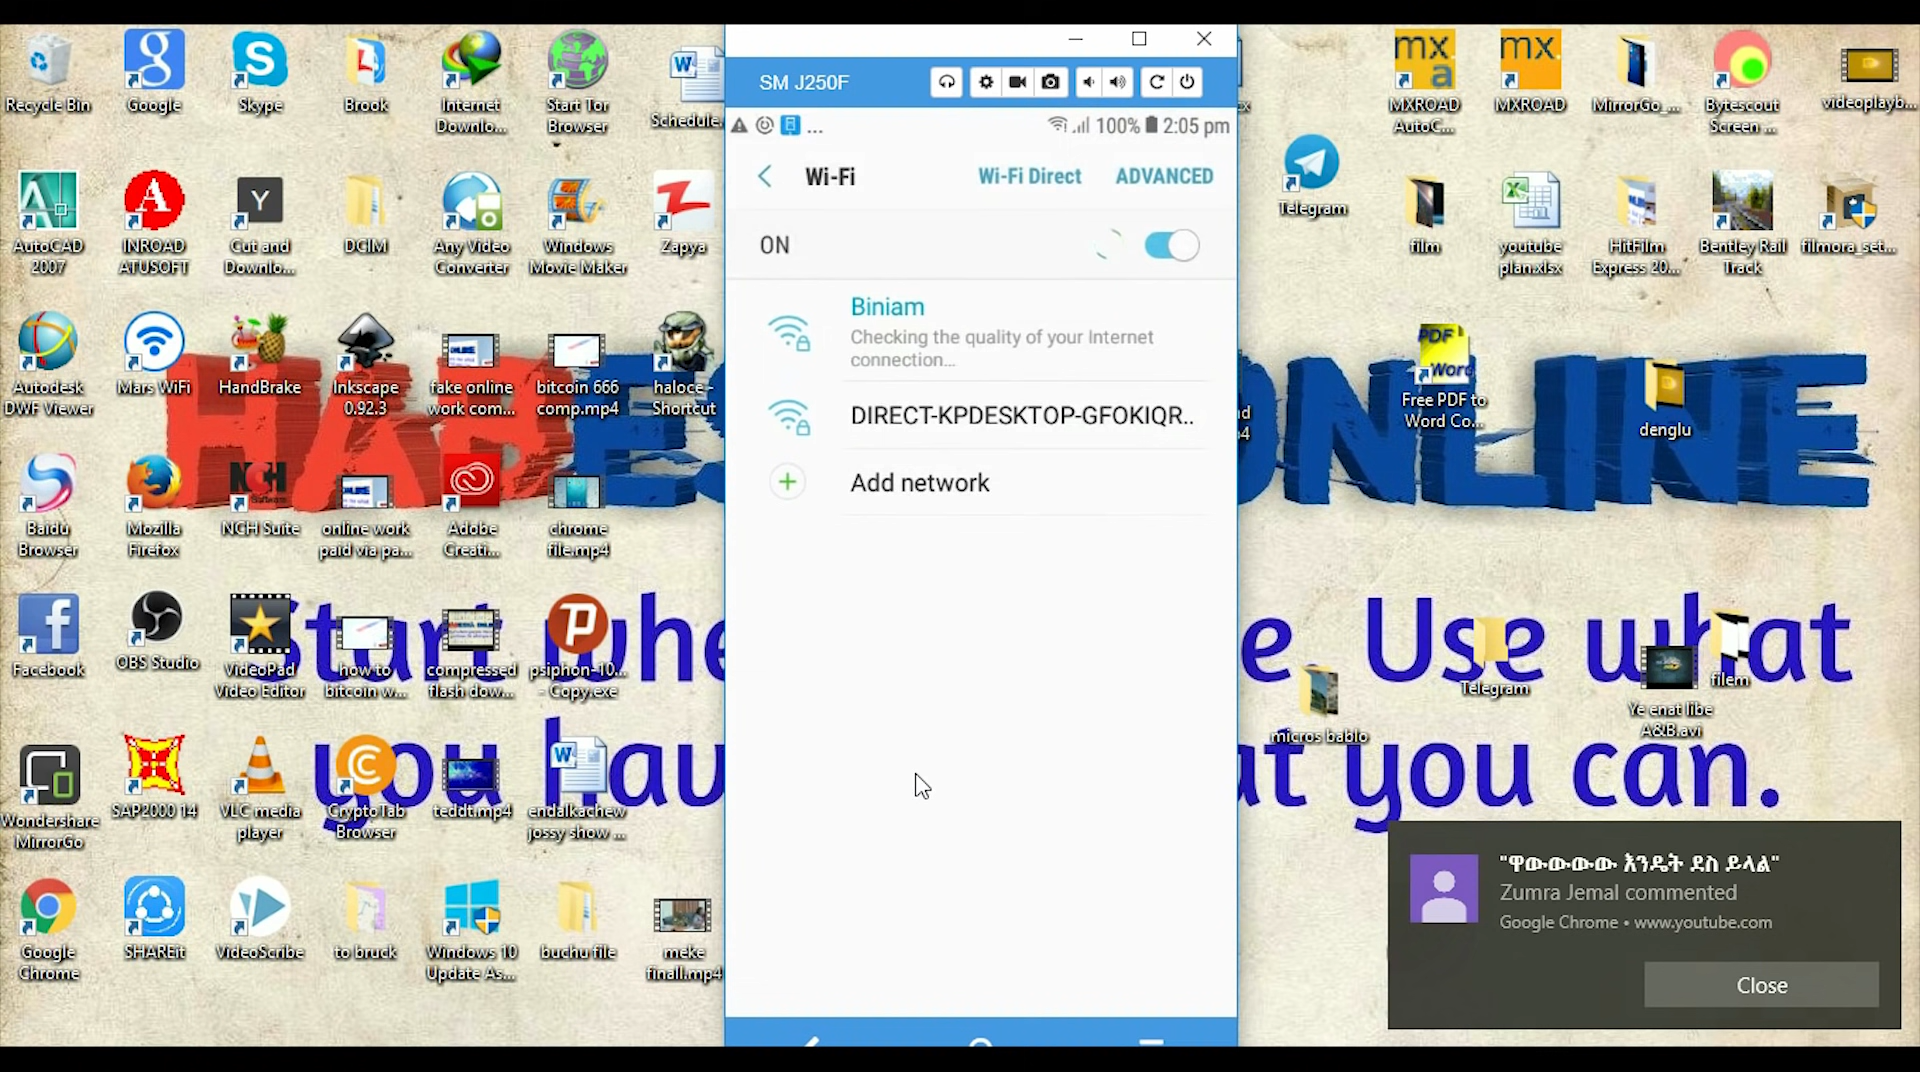 SM J250F
... 100% 2:05 pm
Wi-Fi Wi-Fi Direct ADVANCED
ON
Biniam
Checking the quality of your Internet
connection...
DIRECT-KPDESKTOP-GFOKIQR..
Add network
Recycle Bin
Google
Skype
Brook
Internet
Downlo...
Start Tor
Browser
Schedule.
AutoCAD
2007
INROAD
ATUSOFT
Cut and
Downlo...
DCIM
Any Video
Converter
Windows
Movie Maker
Zapya
Autodesk
DWF Viewer
Mars WiFi
HandBrake
Inkscape
0.92.3
fake online
work com...
bitcoin 666
comp.mp4
haloce -
Shortcut
Baidu
Browser
Mozilla
Firefox
NCH Suite
online work
paid via pa...
Adobe
Creati...
chrome
file.mp4
Facebook
OBS Studio
VideoPad
Video Editor
how to
bitcoin w...
compressed
flash dow...
psiphon-10...
- Copy.exe
Wondershare
MirrorGo
SAP2000 14
VLC media
player
CryptoTab
Browser
teddt.mp4
endalkachew
jossy show ...
Google
Chrome
SHAREit
VideoScribe
to bruck
Windows 10
Update As...
buchu file
meke
finall.mp4
MXROAD
AutoC...
MXROAD
MirrorGo_...
Bytescout
Screen ...
videoplayb...
Telegram
film
youtube
plan.xlsx
HitFilm
Express 20...
Bentley Rail
Track
filmora_set...
Free PDF to
Word Co...
denglu
Telegram
filem
micros bablo
Ye enat libe
A&B.avi
ONLINE
Start whe e. Use what
you hav at you can.
"ዋውውውው እንዴት ደስ ይላል"
Zumra Jemal commented
Google Chrome • www.youtube.com
Close